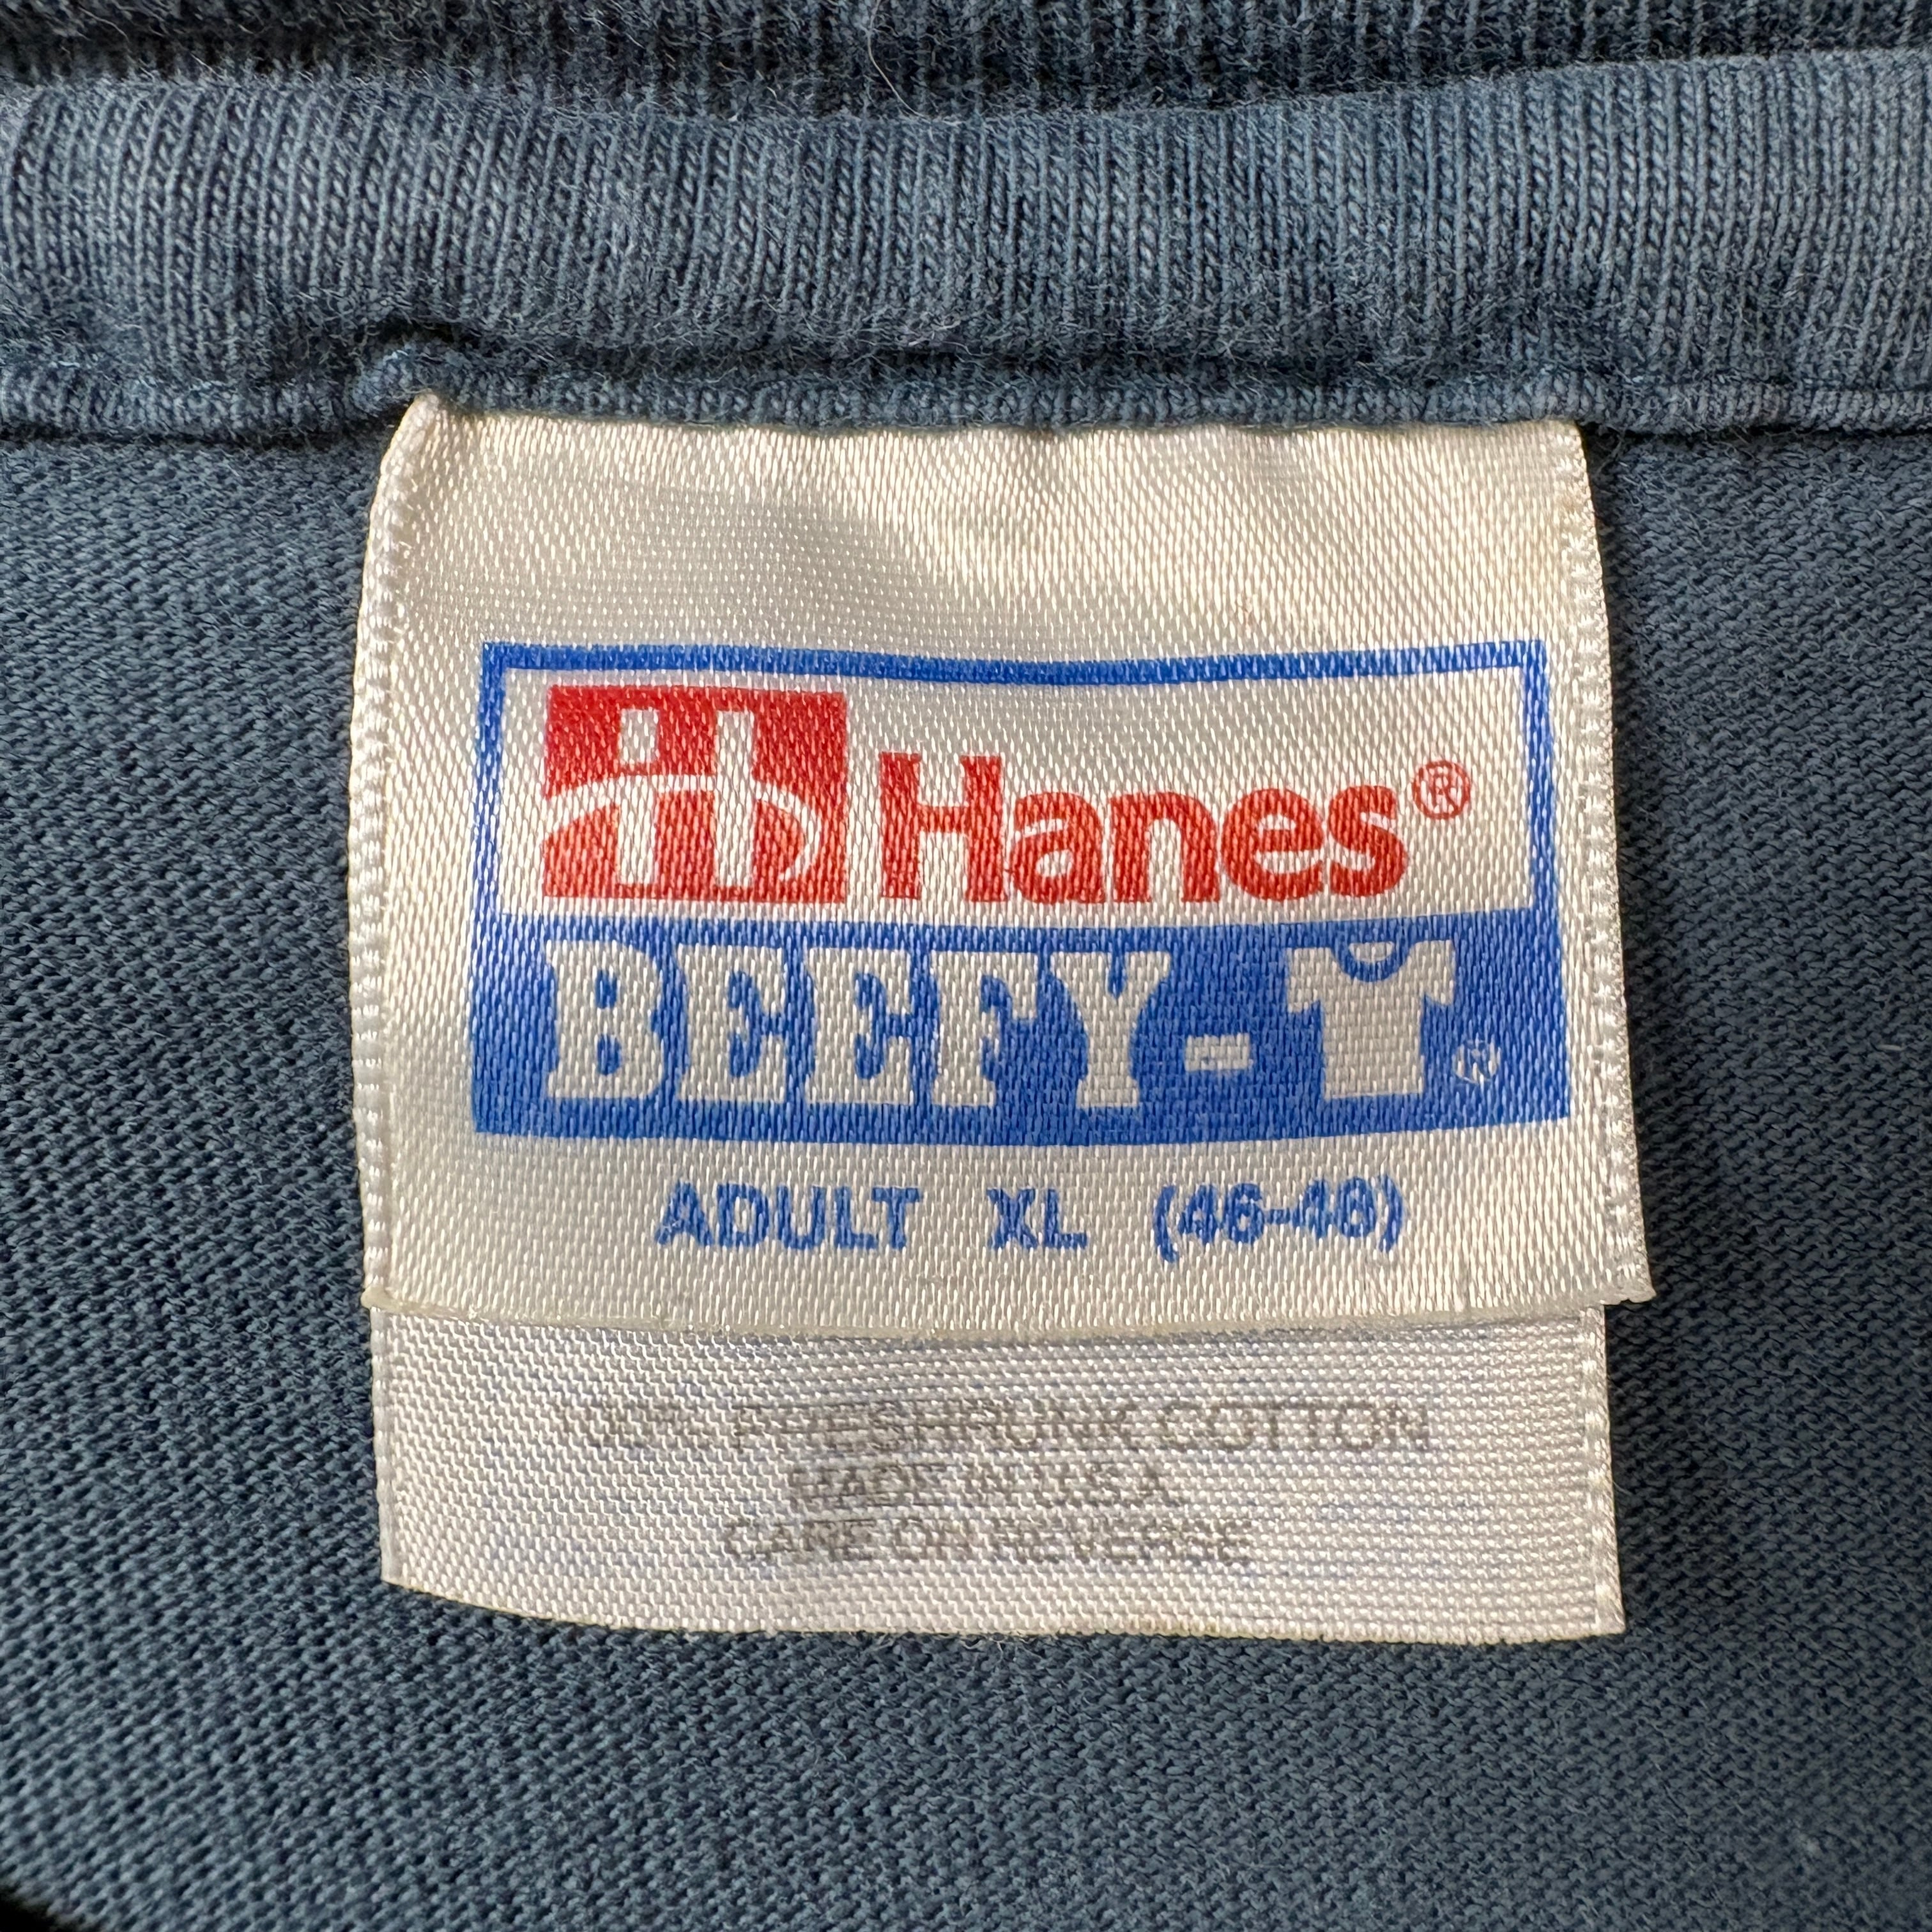 Hanes®
BEEFY-T®
ADULT XL (46-48)
100% PRESHRUNK COTTON
MADE IN U.S.A.
CARE ON REVERSE